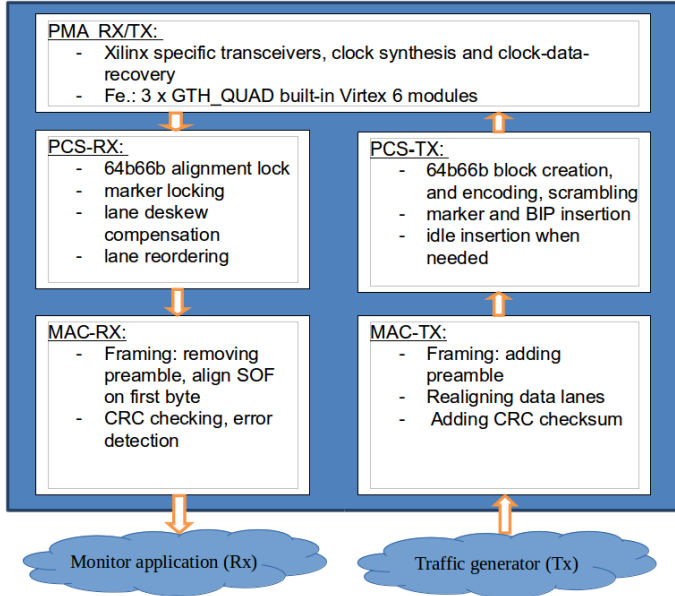 PMA RX/TX:
- Xilinx specific transceivers, clock synthesis and clock-data-
recovery
- Fe.: 3 x GTH_QUAD built-in Virtex 6 modules
PCS-RX:
- 64b66b alignment lock
- marker locking
- lane deskew
compensation
- lane reordering
PCS-TX:
- 64b66b block creation,
and encoding, scrambling
- marker and BIP insertion
- idle insertion when
needed
MAC-RX:
- Framing: removing
preamble, align SOF
on first byte
- CRC checking, error
detection
MAC-TX:
- Framing: adding
preamble
- Realigning data lanes
- Adding CRC checksum
Monitor application (Rx)
Traffic generator (Tx)